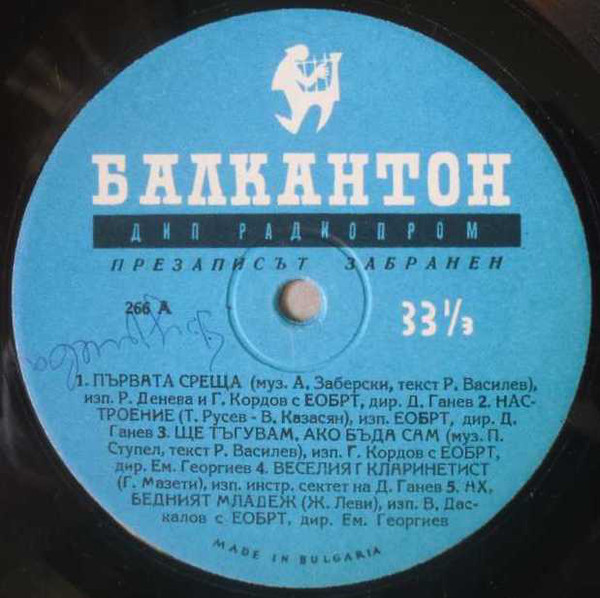 БАЛКАНТОН
ДИП РАДИОПРОМ
ПРЕЗАПИСЪТ ЗАБРАНЕН
266 А
33⅓
1. ПЪРВАТА СРЕЩА (муз. А. Заберски, текст Р. Василев),
изп. Р. Денева и Г. Кордов с ЕОБРТ, дир. Д. Ганев 2. НАС-
ТРОЕНИЕ (Т. Русев - В. Казасян), изп. ЕОБРТ, дир. Д.
Ганев 3. ЩЕ ТЪГУВАМ, АКО БЪДА САМ (муз. П.
Ступел, текст Р. Василев), изп. Г. Кордов с ЕОБРТ,
дир. Ем. Георгиев 4. ВЕСЕЛИЯТ КЛАРИНЕТИСТ
(Г. Мазети), изп. инстр. секстет на Д. Ганев 5. АХ,
БЕДНИЯТ МЛАДЕЖ (Ж. Леви), изп. В. Дас-
калов с ЕОБРТ, дир. Ем. Георгиев
MADE IN BULGARIA